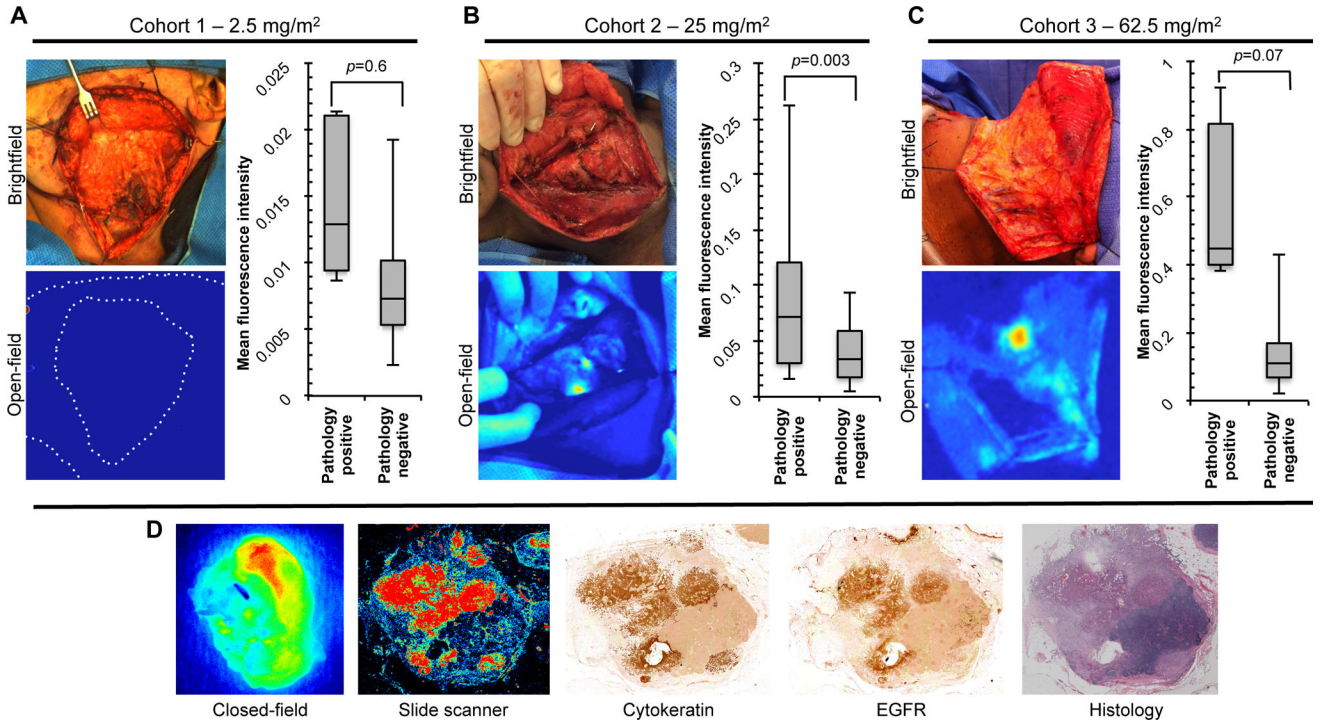 A
Cohort 1 – 2.5 mg/m²
Brightfield
Open-field
Mean fluorescence intensity
0.025
0.02
0.015
0.01
0.005
0
p=0.6
Pathology
positive
Pathology
negative
B
Cohort 2 – 25 mg/m²
Brightfield
Open-field
Mean fluorescence intensity
0.3
0.25
0.2
0.15
0.1
0.05
0
p=0.003
Pathology
positive
Pathology
negative
C
Cohort 3 – 62.5 mg/m²
Brightfield
Open-field
Mean fluorescence intensity
1
0.8
0.6
0.4
0.2
0
p=0.07
Pathology
positive
Pathology
negative
D
Closed-field
Slide scanner
Cytokeratin
EGFR
Histology